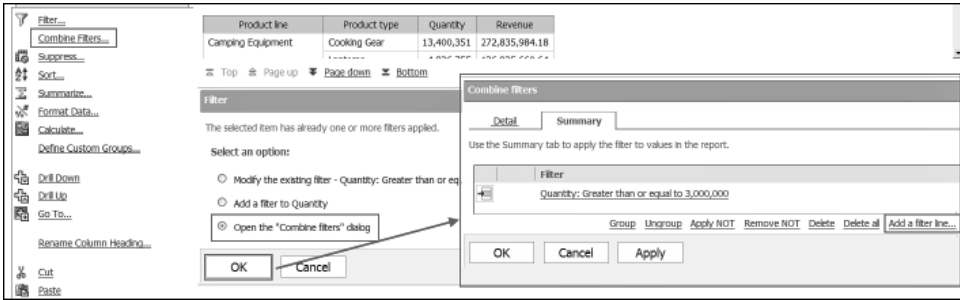 Filter...
Combine Filters...
Suppress...
Sort...
Summarize...
Format Data...
Calculate...
Define Custom Groups...
Drill Down
Drill Up
Go To...
Rename Column Heading...
Cut
Paste
Product line Product type Quantity Revenue
Camping Equipment Cooking Gear 13,400,351 272,835,984.18
Top Page up Page down Bottom
Filter
The selected item has already one or more filters applied.
Select an option:
Modify the existing filter - Quantity: Greater than or eq
Add a filter to Quantity
Open the "Combine filters" dialog
OK Cancel
Combine filters
Detail Summary
Use the Summary tab to apply the filter to values in the report.
Filter
Quantity: Greater than or equal to 3,000,000
Group Ungroup Apply NOT Remove NOT Delete Delete all Add a filter line...
OK Cancel Apply